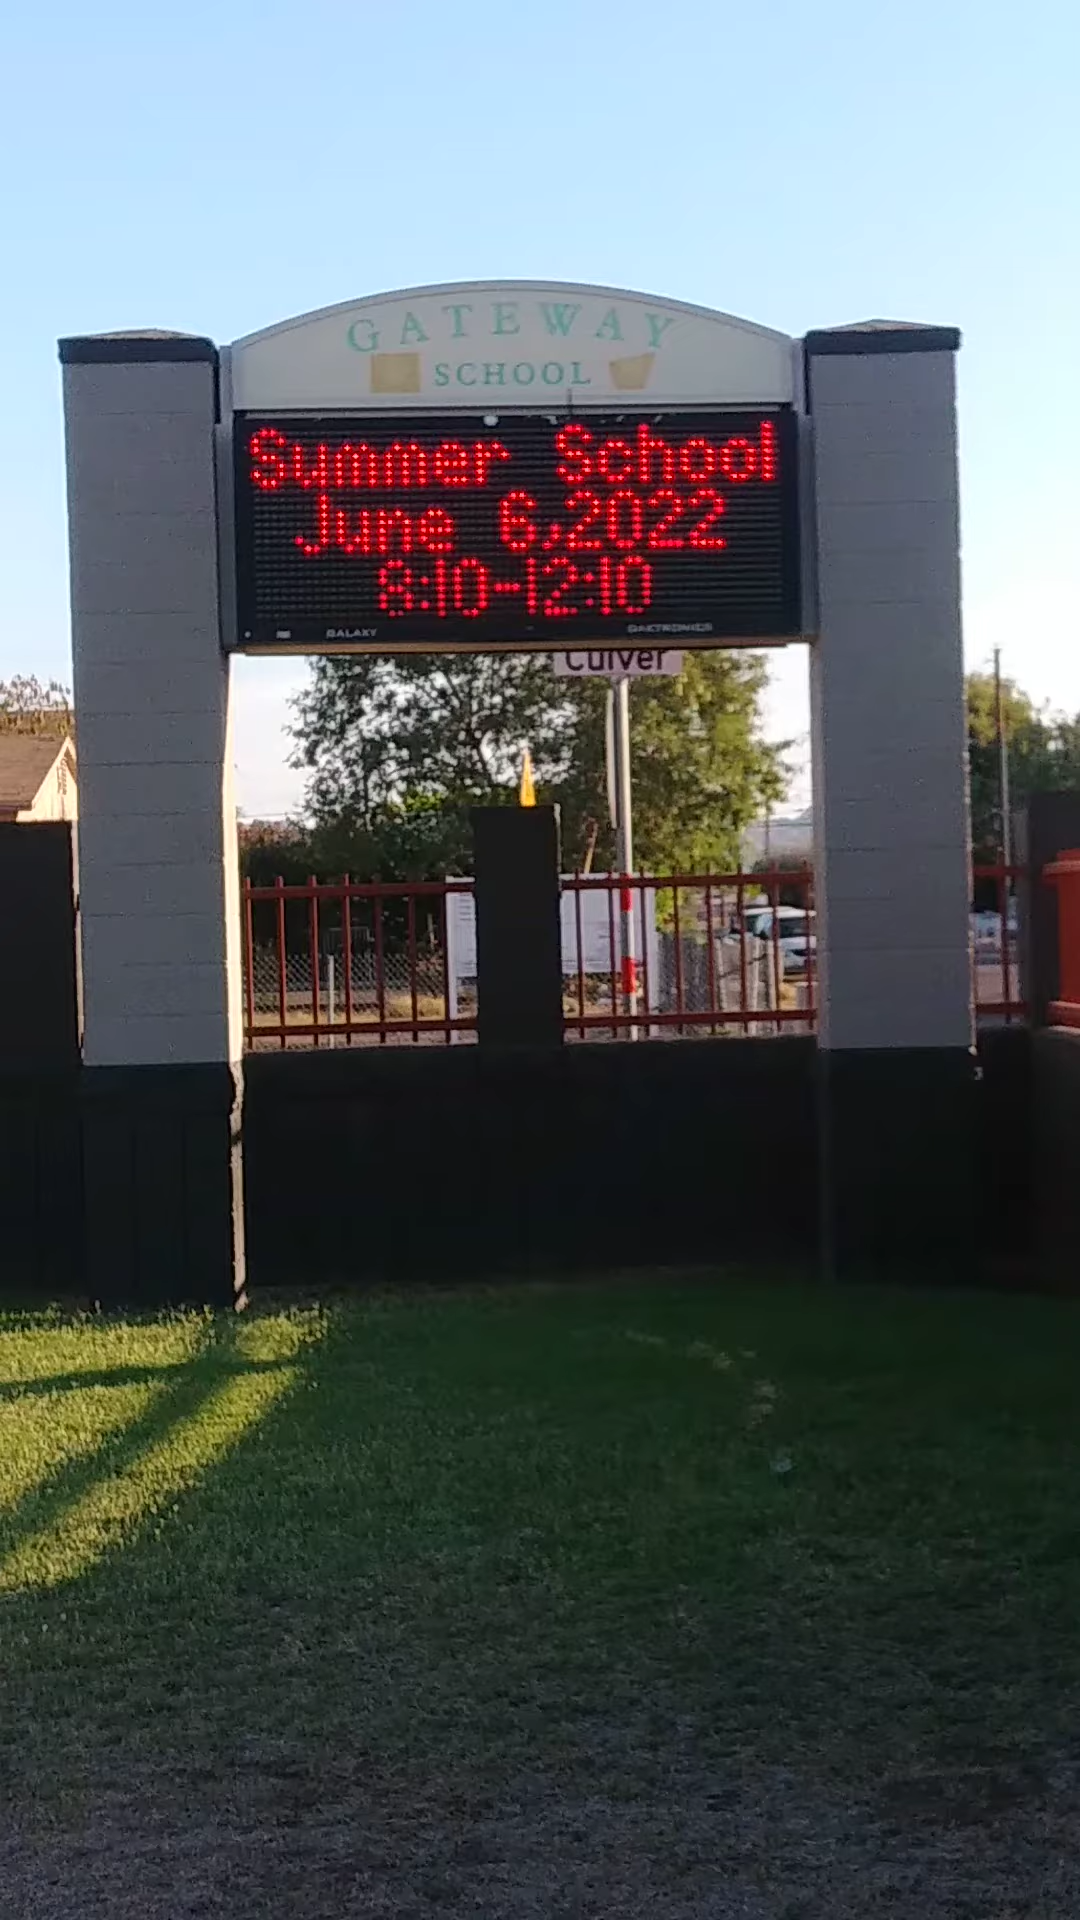 GATEWAY
SCHOOL
Summer School
June 6,2022
8:10-12:10
GALAXY DAKTRONICS
Culver